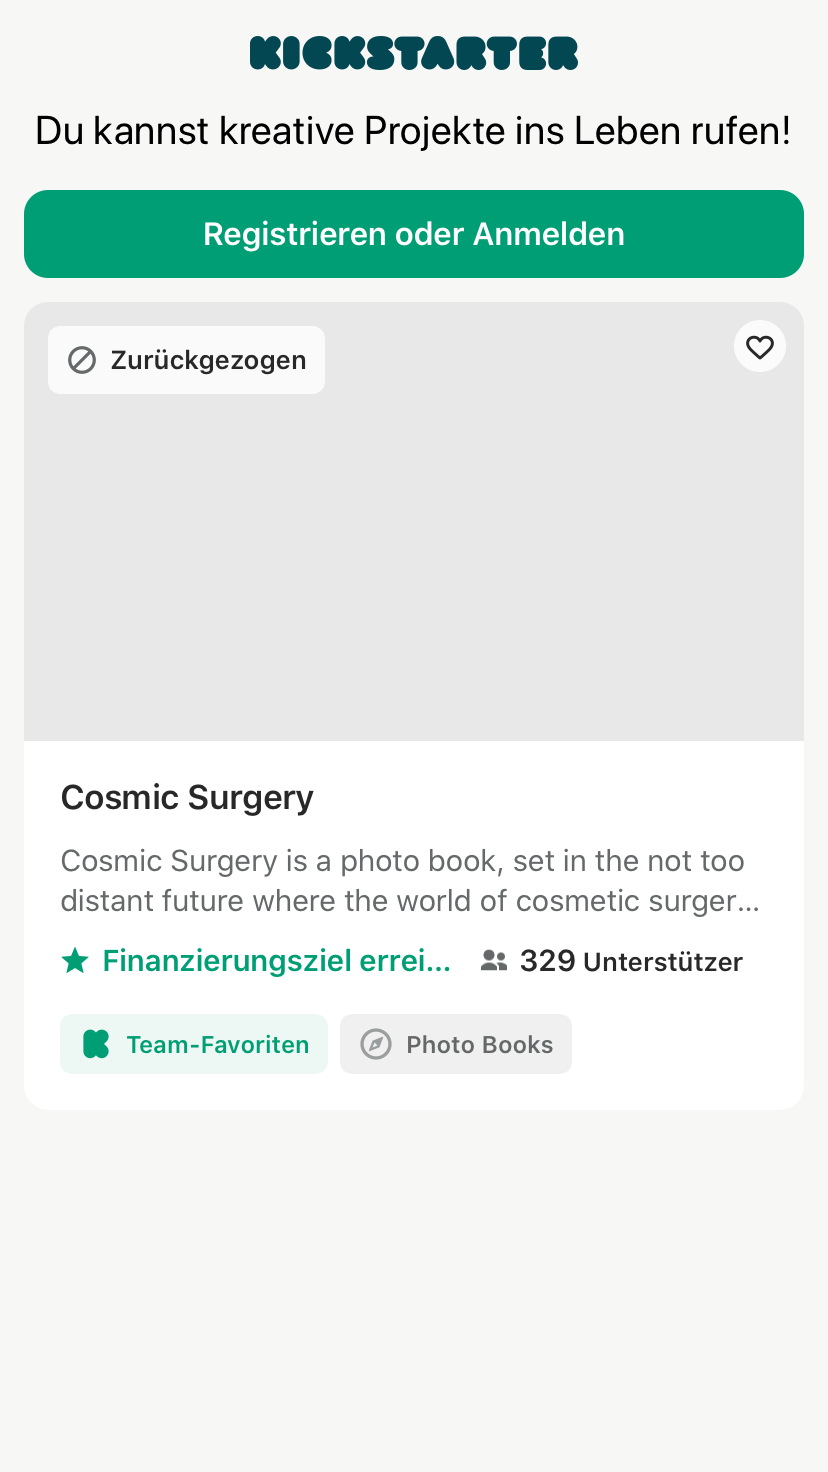 KICKSTARTER
Du kannst kreative Projekte ins Leben rufen!
Registrieren oder Anmelden
Zurückgezogen
Cosmic Surgery
Cosmic Surgery is a photo book, set in the not too
distant future where the world of cosmetic surger…
Finanzierungsziel errei… 329 Unterstützer
Team-Favoriten Photo Books